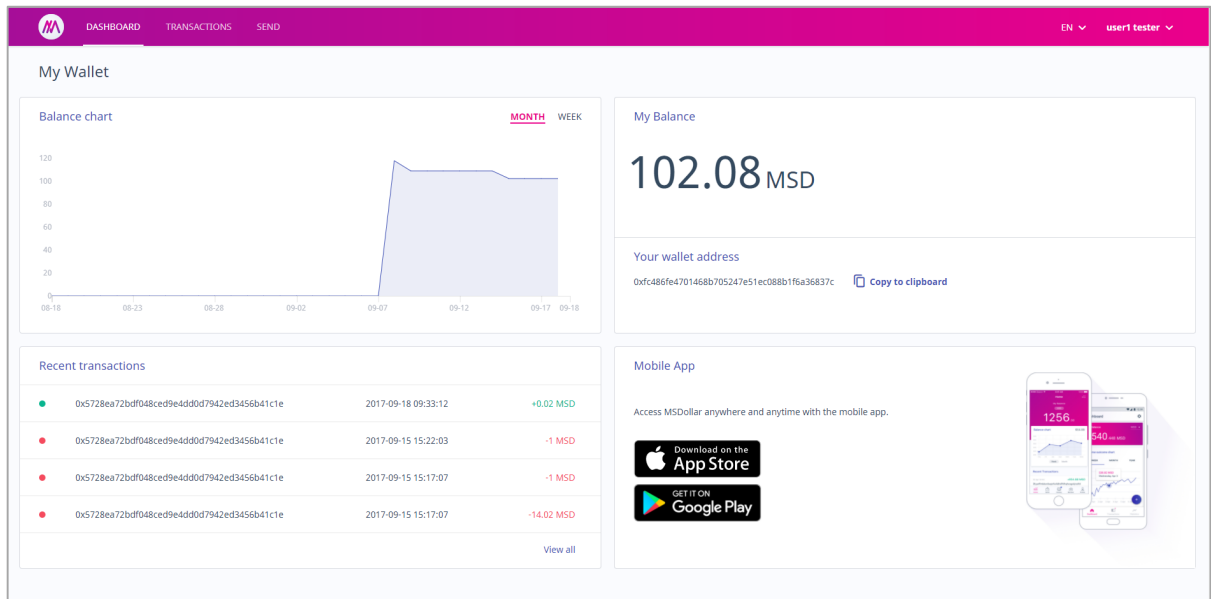 DASHBOARD TRANSACTIONS SEND EN user1 tester
My Wallet
Balance chart MONTH WEEK
120
100
80
60
40
20
0
08-18 08-23 08-28 09-02 09-07 09-12 09-17 09-18
My Balance
102.08 MSD
Your wallet address
0xfc486fe4701468b705247e51ec088b1f6a36837c Copy to clipboard
Recent transactions
0x5728ea72bdf048ced9e4dd0d7942ed3456b41c1e 2017-09-18 09:33:12 +0.02 MSD
0x5728ea72bdf048ced9e4dd0d7942ed3456b41c1e 2017-09-15 15:22:03 -1 MSD
0x5728ea72bdf048ced9e4dd0d7942ed3456b41c1e 2017-09-15 15:17:07 -1 MSD
0x5728ea72bdf048ced9e4dd0d7942ed3456b41c1e 2017-09-15 15:17:07 -14.02 MSD
View all
Mobile App
Access MSDollar anywhere and anytime with the mobile app.
Download on the
App Store
GET IT ON
Google Play
1256
540